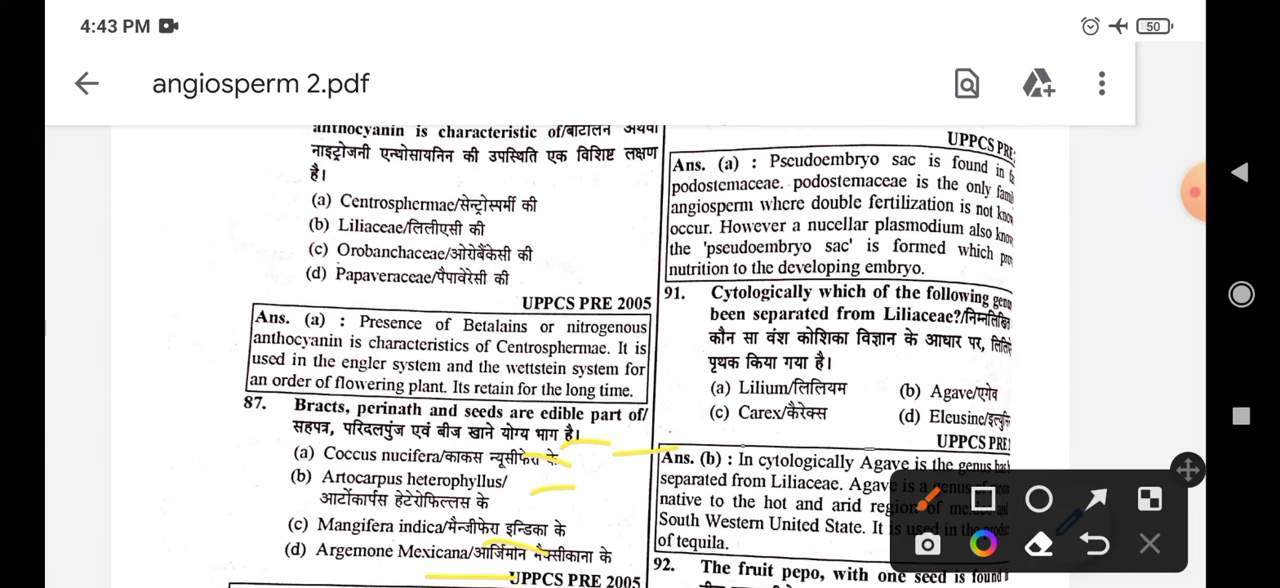 4:43 PM
50
angiosperm 2.pdf
anthocyanin is characteristic of/बीटालेन अथवा
नाइट्रोजनी एन्थोसायनिन की उपस्थिति एक विशिष्ट लक्षण
है।
(a) Centrosphermae/सेन्ट्रोस्पर्मी की
(b) Liliaceae/लिलीएसी की
(c) Orobanchaceae/ओरोबैंकेसी की
(d) Papaveraceae/पैपावेरेसी की
UPPCS PRE 2005
Ans. (a) : Presence of Betalains or nitrogenous
anthocyanin is characteristics of Centrosphermae. It is
used in the engler system and the wettstein system for
an order of flowering plant. Its retain for the long time.
87. Bracts, perinath and seeds are edible part of/
सहपत्र, परिदलपुंज एवं बीज खाने योग्य भाग है।
(a) Coccus nucifera/काकस न्यूसीफेरा के
(b) Artocarpus heterophyllus/
आर्टोकार्पस हेटेरोफिल्लस के
(c) Mangifera indica/मैन्जीफेरा इन्डिका के
(d) Argemone Mexicana/आर्जिमोन मैक्सीकाना के
UPPCS PRE 2005
UPPCS PRE
Ans. (a) : Pscudoembryo sac is found in
podostemaceae. podostemaceae is the only
angiosperm where double fertilization is not
occur. However a nucellar plasmodium also
the 'pseudoembryo sac' is formed which
nutrition to the developing embryo.
91. Cytologically which of the following
been separated from Liliaceae?/निम्नलिखित
कौन सा वंश कोशिका विज्ञान के आधार पर,
पृथक किया गया है।
(a) Lilium/लिलियम (b) Agave/एगेव
(c) Carex/कैरेक्स (d) Eleusine/
UPPCS PRE
Ans. (b) : In cytologically Agave is the genus
separated from Liliaceae. Agave is a genus
native to the hot and arid region of
South Western United State. It is used in the
of tequila.
92. The fruit pepo, with one seed is found